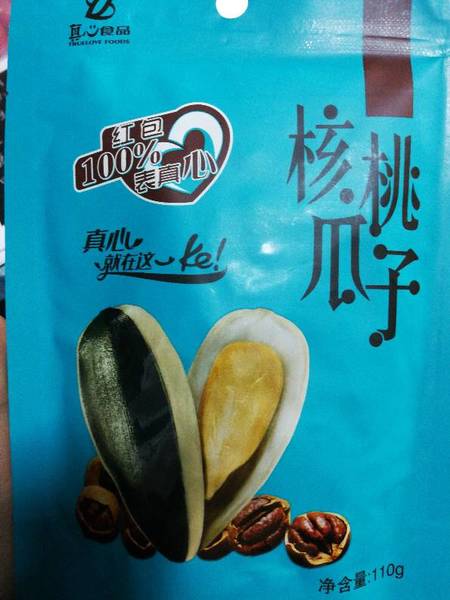 真心食品
TRUELOVE FOODS
红包
100%
表真心
核桃
瓜子
真心
就在这一ke!
净含量:110g